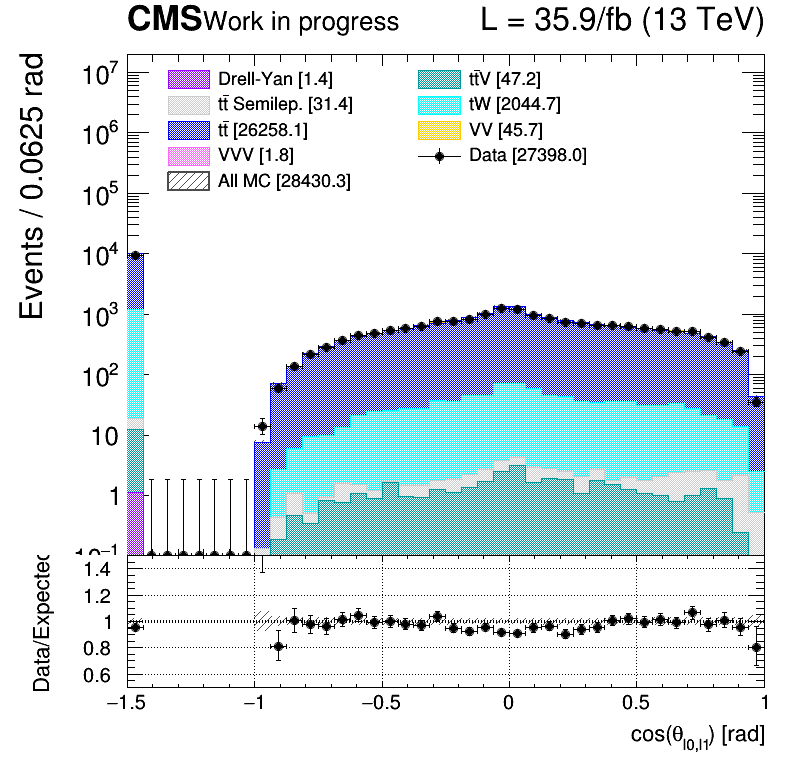 CMS Work in progress L = 35.9/fb (13 TeV)
Events / 0.0625 rad
Drell-Yan [1.4]
tt̄ Semilep. [31.4]
tt̄ [26258.1]
VVV [1.8]
All MC [28430.3]
tt̄V [47.2]
tW [2044.7]
VV [45.7]
Data [27398.0]
10⁷
10⁶
10⁵
10⁴
10³
10²
10
1
10⁻¹
Data/Expected
1.4
1.2
1
0.8
0.6
−1.5 −1 −0.5 0 0.5 1
cos(θ_l0,l1) [rad]